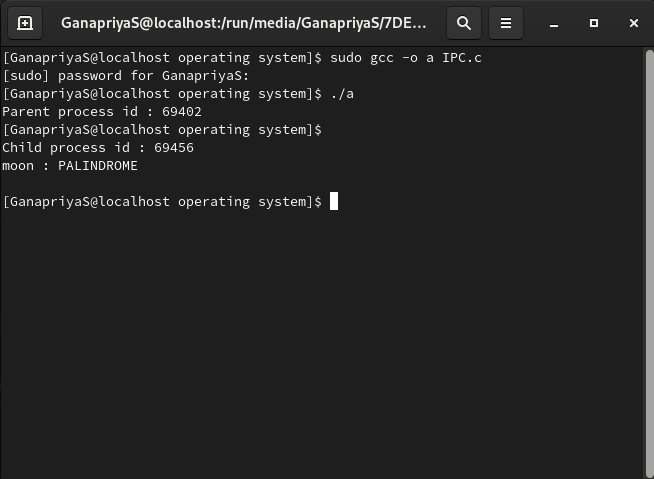 GanapriyaS@localhost:/run/media/GanapriyaS/7DE...
[GanapriyaS@localhost operating system]$ sudo gcc -o a IPC.c
[sudo] password for GanapriyaS:
[GanapriyaS@localhost operating system]$ ./a
Parent process id : 69402
[GanapriyaS@localhost operating system]$
Child process id : 69456
moon : PALINDROME
[GanapriyaS@localhost operating system]$